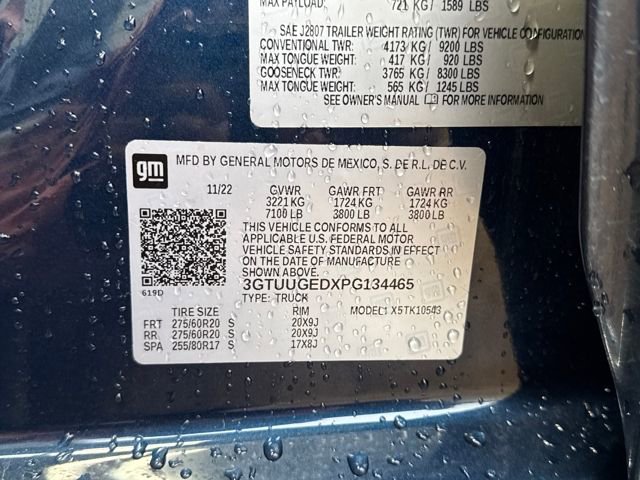 MAX PAYLOAD: 721 KG / 1589 LBS
SAE J2807 TRAILER WEIGHT RATING (TWR) FOR VEHICLE CONFIGURATION
CONVENTIONAL TWR: 4173 KG / 9200 LBS
MAX TONGUE WEIGHT: 417 KG / 920 LBS
GOOSENECK TWR: 3765 KG / 8300 LBS
MAX TONGUE WEIGHT: 565 KG / 1245 LBS
SEE OWNER'S MANUAL FOR MORE INFORMATION
gm MFD BY GENERAL MOTORS DE MEXICO, S. DE R.L. DE C.V.
11/22 GVWR GAWR FRT GAWR RR
3221 KG 1724 KG 1724 KG
7100 LB 3800 LB 3800 LB
THIS VEHICLE CONFORMS TO ALL
APPLICABLE U.S. FEDERAL MOTOR
VEHICLE SAFETY STANDARDS IN EFFECT
ON THE DATE OF MANUFACTURE
SHOWN ABOVE.
3GTUUGEDXPG134465
619D TYPE: TRUCK
TIRE SIZE RIM MODEL: X5TK10543
FRT 275/60R20 S 20X9J
RR 275/60R20 S 20X9J
SPA 255/80R17 S 17X8J